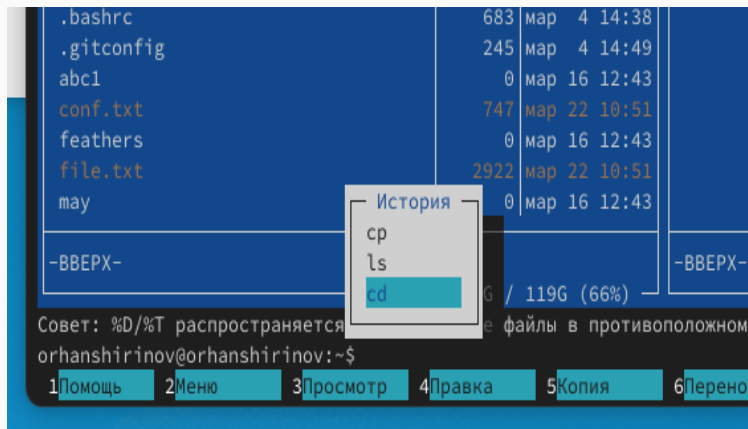 .bashrc 683 мар 4 14:38
.gitconfig 245 мар 4 14:49
abc1 0 мар 16 12:43
conf.txt 747 мар 22 10:51
feathers 0 мар 16 12:43
file.txt 2922 мар 22 10:51
may 0 мар 16 12:43
История
cp
ls
cd
-ВВЕРХ- G / 119G (66%) -ВВЕРХ-
Совет: %D/%T распространяется е файлы в противоположном
orhanshirinov@orhanshirinov:~$
1Помощь 2Меню 3Просмотр 4Правка 5Копия 6Перено